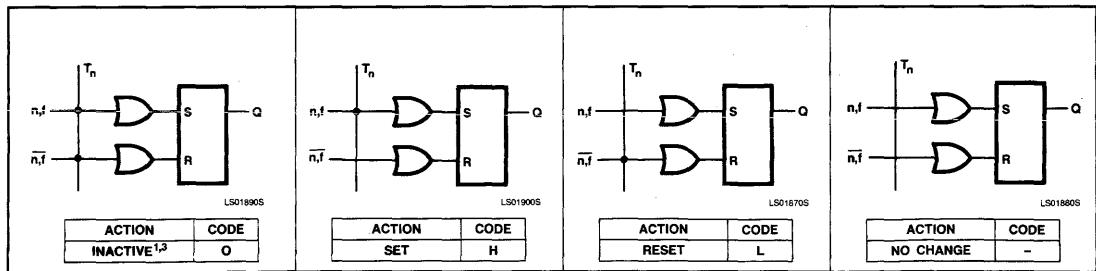 Tn
n,f
S
Q
n,f
R
LS01890S
ACTION CODE
INACTIVE1,3 O
Tn
n,f
S
Q
n,f
R
LS01900S
ACTION CODE
SET H
Tn
n,f
S
Q
n,f
R
LS01870S
ACTION CODE
RESET L
Tn
n,f
S
Q
n,f
R
LS01880S
ACTION CODE
NO CHANGE –